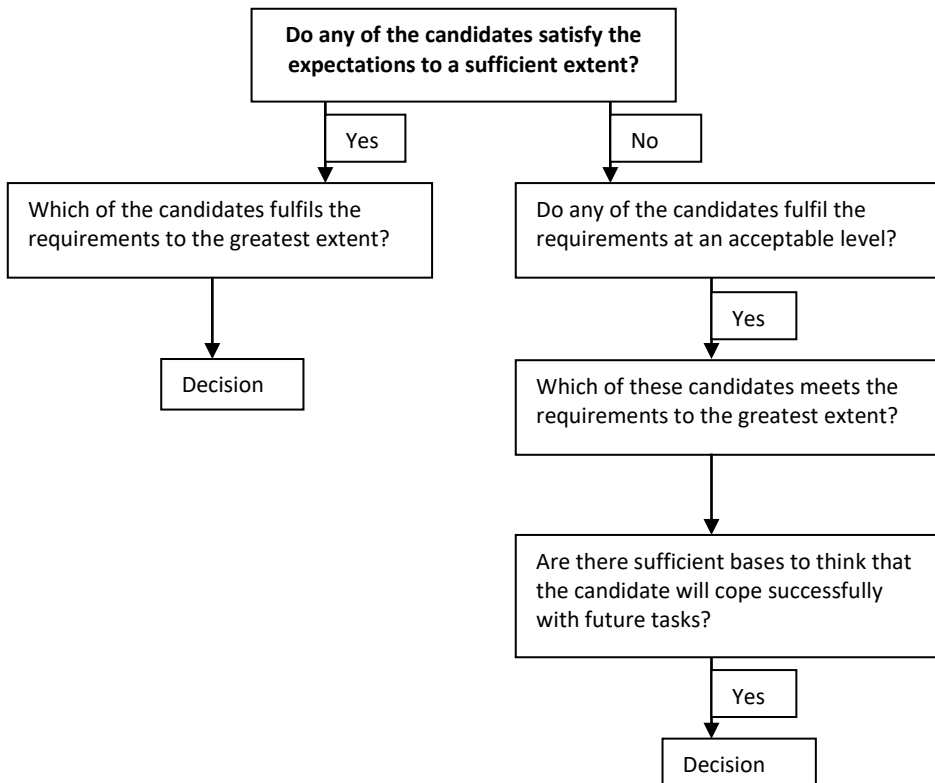 Do any of the candidates satisfy the
expectations to a sufficient extent?
Yes
No
Which of the candidates fulfils the
requirements to the greatest extent?
Do any of the candidates fulfil the
requirements at an acceptable level?
Yes
Decision
Which of these candidates meets the
requirements to the greatest extent?
Are there sufficient bases to think that
the candidate will cope successfully
with future tasks?
Yes
Decision